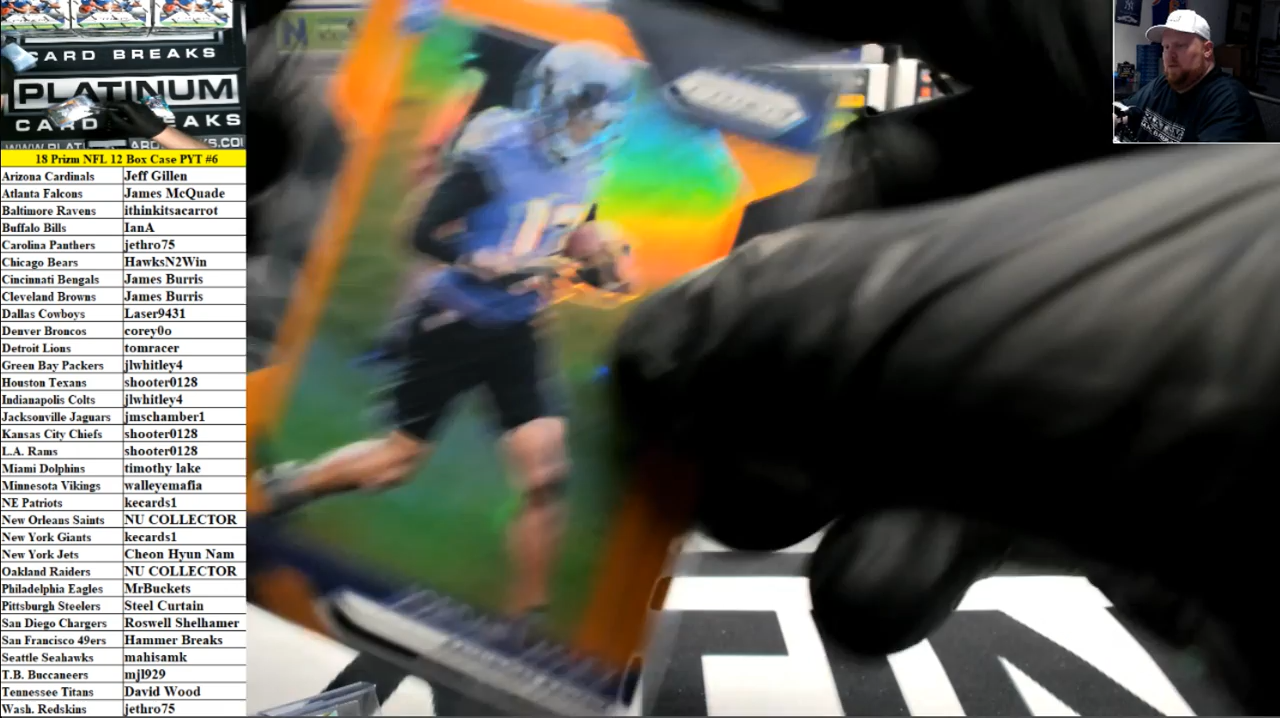 CARD BREAKS
PLATINUM
CARD BREAKS
18 Prizm NFL 12 Box Case PYT #6
Arizona Cardinals Jeff Gillen
Atlanta Falcons James McQuade
Baltimore Ravens ithinkitsacarrot
Buffalo Bills IanA
Carolina Panthers jethro75
Chicago Bears HawksN2Win
Cincinnati Bengals James Burris
Cleveland Browns James Burris
Dallas Cowboys Laser9431
Denver Broncos corey0o
Detroit Lions tomracer
Green Bay Packers jlwhitley4
Houston Texans shooter0128
Indianapolis Colts jlwhitley4
Jacksonville Jaguars jmschamber1
Kansas City Chiefs shooter0128
L.A. Rams shooter0128
Miami Dolphins timothy lake
Minnesota Vikings walleyemafia
NE Patriots kecards1
New Orleans Saints NU COLLECTOR
New York Giants kecards1
New York Jets Cheon Hyun Nam
Oakland Raiders NU COLLECTOR
Philadelphia Eagles MrBuckets
Pittsburgh Steelers Steel Curtain
San Diego Chargers Roswell Shelhamer
San Francisco 49ers Hammer Breaks
Seattle Seahawks mahisamk
T.B. Buccaneers mjl929
Tennessee Titans David Wood
Wash. Redskins jethro75